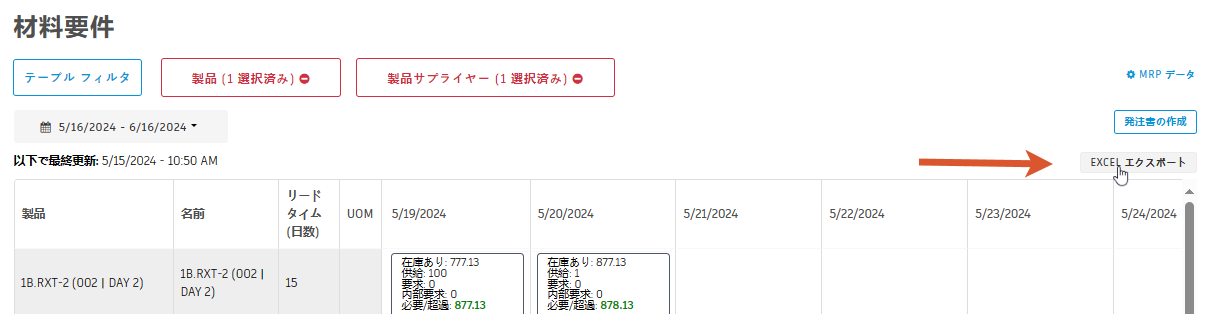 材料要件
テーブル フィルタ
製品 (1 選択済み)
製品サプライヤー (1 選択済み)
MRP データ
5/16/2024 - 6/16/2024
発注書の作成
以下で最終更新: 5/15/2024 - 10:50 AM
EXCEL エクスポート
製品
名前
リード
タイム
(日数)
UOM
5/19/2024
5/20/2024
5/21/2024
5/22/2024
5/23/2024
5/24/2024
1B.RXT-2 (002 | DAY 2)
1B.RXT-2 (002 |
DAY 2)
15
在庫あり: 777.13
供給: 100
要求: 0
内部要求: 0
必要/超過: 877.13
在庫あり: 877.13
供給: 1
要求: 0
内部要求: 0
必要/超過: 878.13